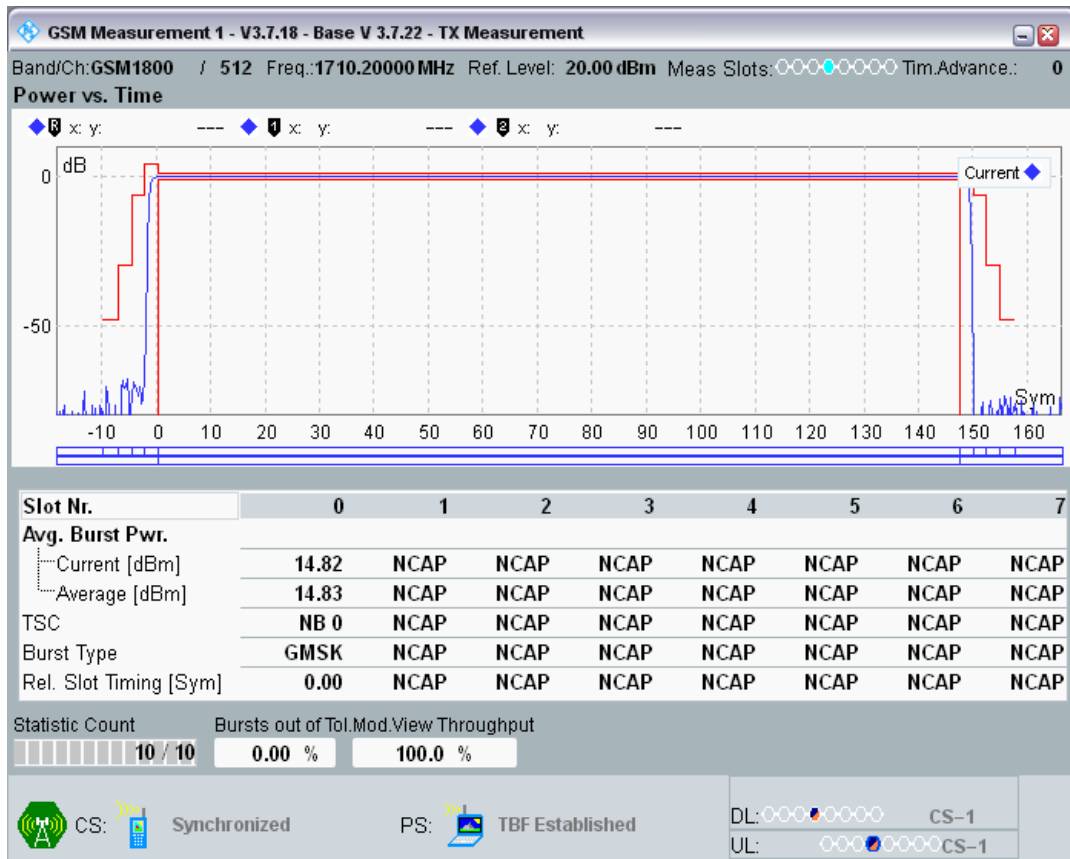 GSM Measurement 1 - V3.7.18 - Base V 3.7.22 - TX Measurement
Band/Ch:GSM1800 / 512 Freq.:1710.20000 MHz Ref. Level: 20.00 dBm Meas Slots: Tim.Advance.: 0
Power vs. Time
R x: y: --- 1 x: y: --- 2 x: y: ---
dB
Current
0
-50
Sym
-10 0 10 20 30 40 50 60 70 80 90 100 110 120 130 140 150 160
Slot Nr. 0 1 2 3 4 5 6 7
Avg. Burst Pwr.
Current [dBm] 14.82 NCAP NCAP NCAP NCAP NCAP NCAP NCAP
Average [dBm] 14.83 NCAP NCAP NCAP NCAP NCAP NCAP NCAP
TSC NB 0 NCAP NCAP NCAP NCAP NCAP NCAP NCAP
Burst Type GMSK NCAP NCAP NCAP NCAP NCAP NCAP NCAP
Rel. Slot Timing [Sym] 0.00 NCAP NCAP NCAP NCAP NCAP NCAP NCAP
Statistic Count Bursts out of Tol.Mod.View Throughput
10 / 10 0.00 % 100.0 %
CS: Synchronized PS: TBF Established DL: CS-1
UL: CS-1